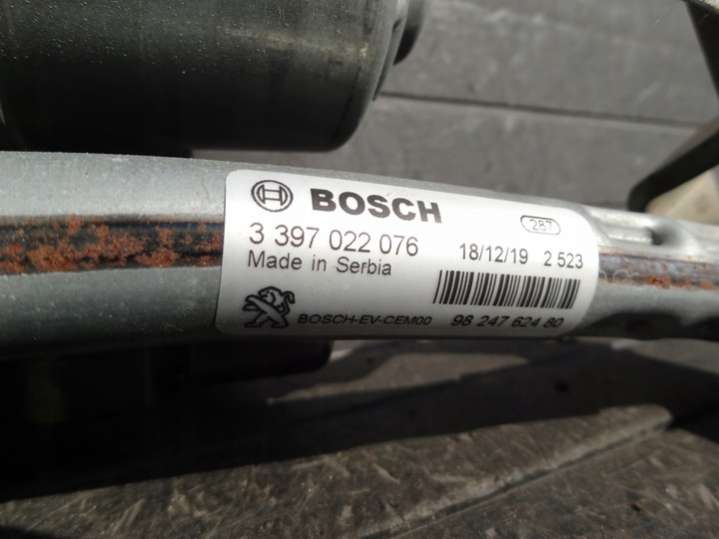 BOSCH 287
3 397 022 076 18/12/19 2 523
Made in Serbia
BOSCH-EV-CEM00 98 247 624 80